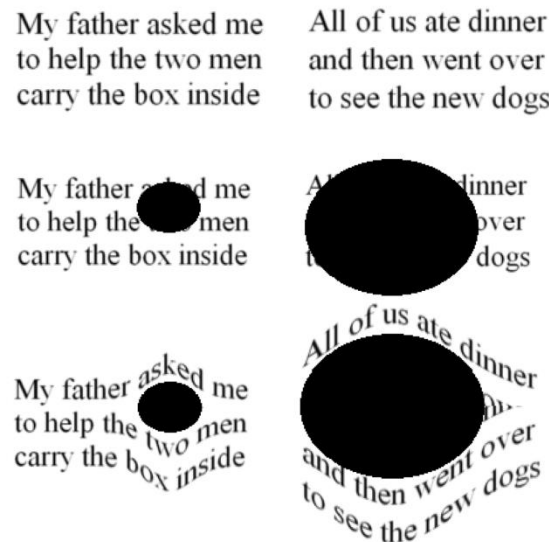 My father asked me
to help the two men
carry the box inside
All of us ate dinner
and then went over
to see the new dogs
My father me
to help the men
carry the box inside
dinner
over
dogs
My father asked me
to help the two men
carry the box inside
All of us ate dinner
and then went over
to see the new dogs